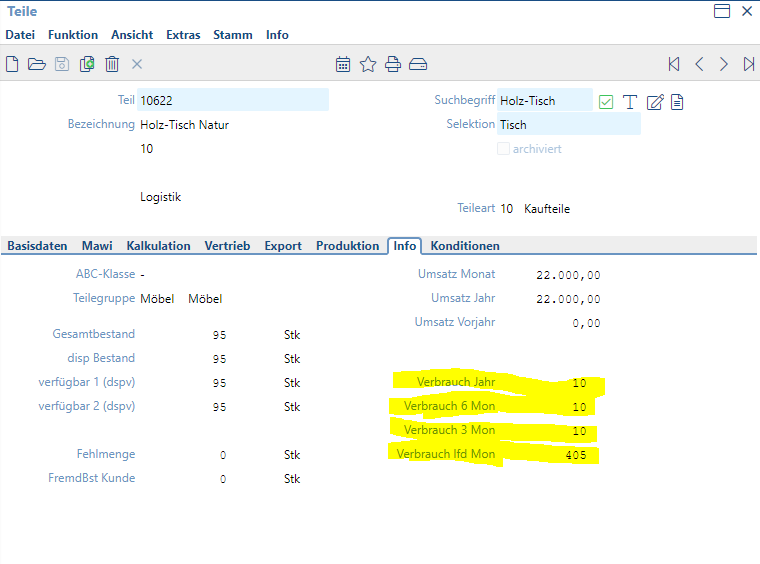 Teile
Datei Funktion Ansicht Extras Stamm Info
Teil 10622 Suchbegriff Holz-Tisch
Bezeichnung Holz-Tisch Natur Selektion Tisch
10 archiviert
Logistik
Teileart 10 Kaufteile
Basisdaten Mawi Kalkulation Vertrieb Export Produktion Info Konditionen
ABC-Klasse - Umsatz Monat 22.000,00
Teilegruppe Möbel Möbel Umsatz Jahr 22.000,00
Umsatz Vorjahr 0,00
Gesamtbestand 95 Stk
disp Bestand 95 Stk
verfügbar 1 (dspv) 95 Stk Verbrauch Jahr 10
verfügbar 2 (dspv) 95 Stk Verbrauch 6 Mon 10
Verbrauch 3 Mon 10
Fehlmenge 0 Stk Verbrauch lfd Mon 405
FremdBst Kunde 0 Stk